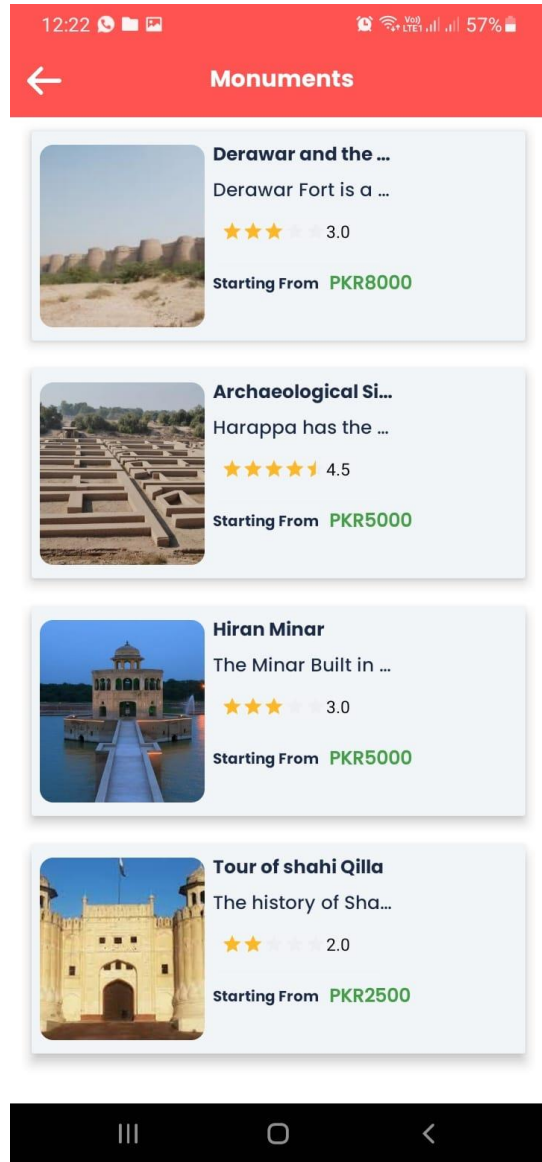 12:22 57%
Vo)) LTE1
Monuments
Derawar and the ...
Derawar Fort is a ...
3.0
Starting From PKR8000
Archaeological Si...
Harappa has the ...
4.5
Starting From PKR5000
Hiran Minar
The Minar Built in ...
3.0
Starting From PKR5000
Tour of shahi Qilla
The history of Sha...
2.0
Starting From PKR2500